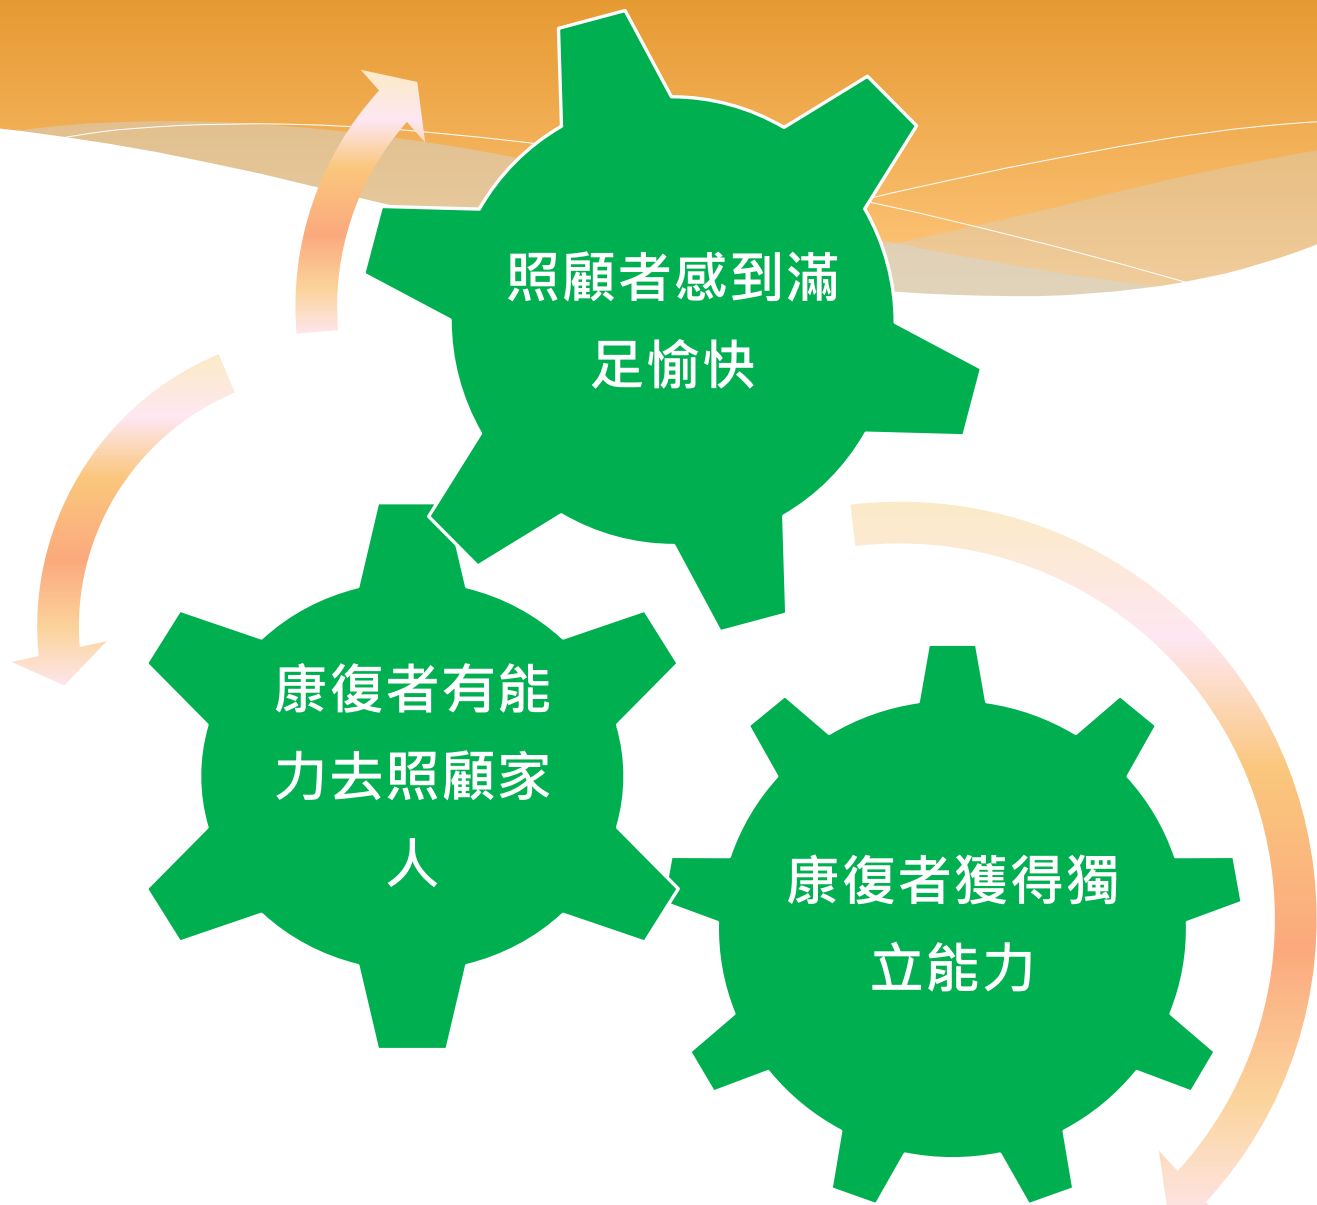 照顧者感到滿
足愉快
康復者有能
力去照顧家
人
康復者獲得獨
立能力